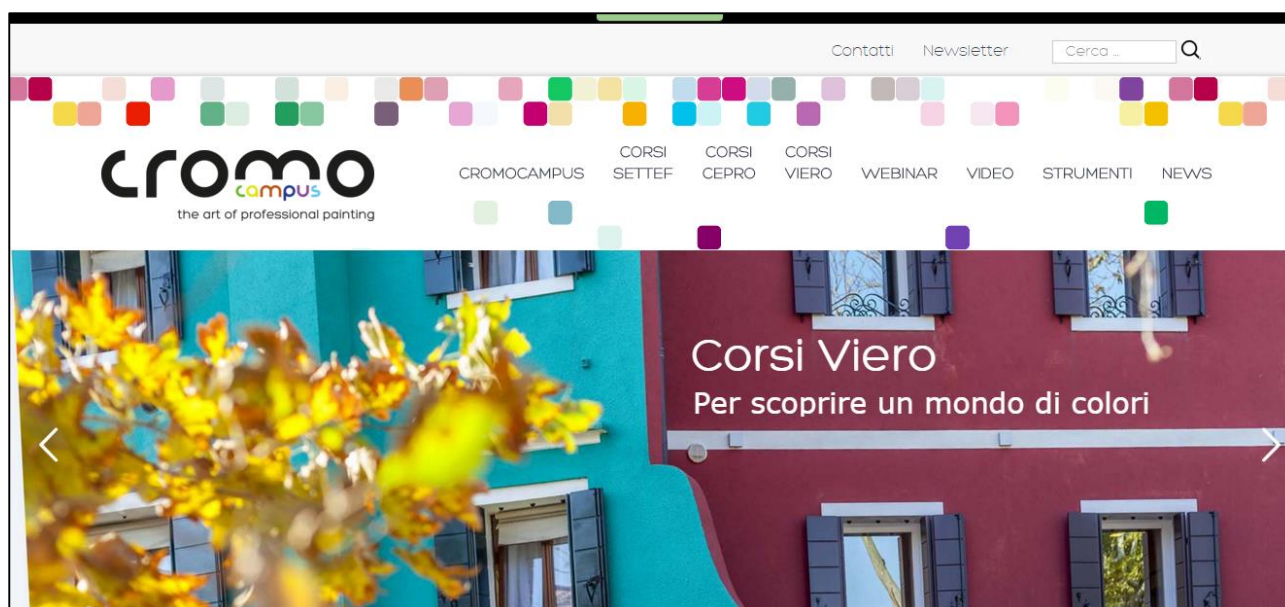 Contatti Newsletter Cerca ...
cromo
campus
the art of professional painting
CROMOCAMPUS
CORSI
SETTEF
CORSI
CEPRO
CORSI
VIERO
WEBINAR
VIDEO
STRUMENTI
NEWS
Corsi Viero
Per scoprire un mondo di colori